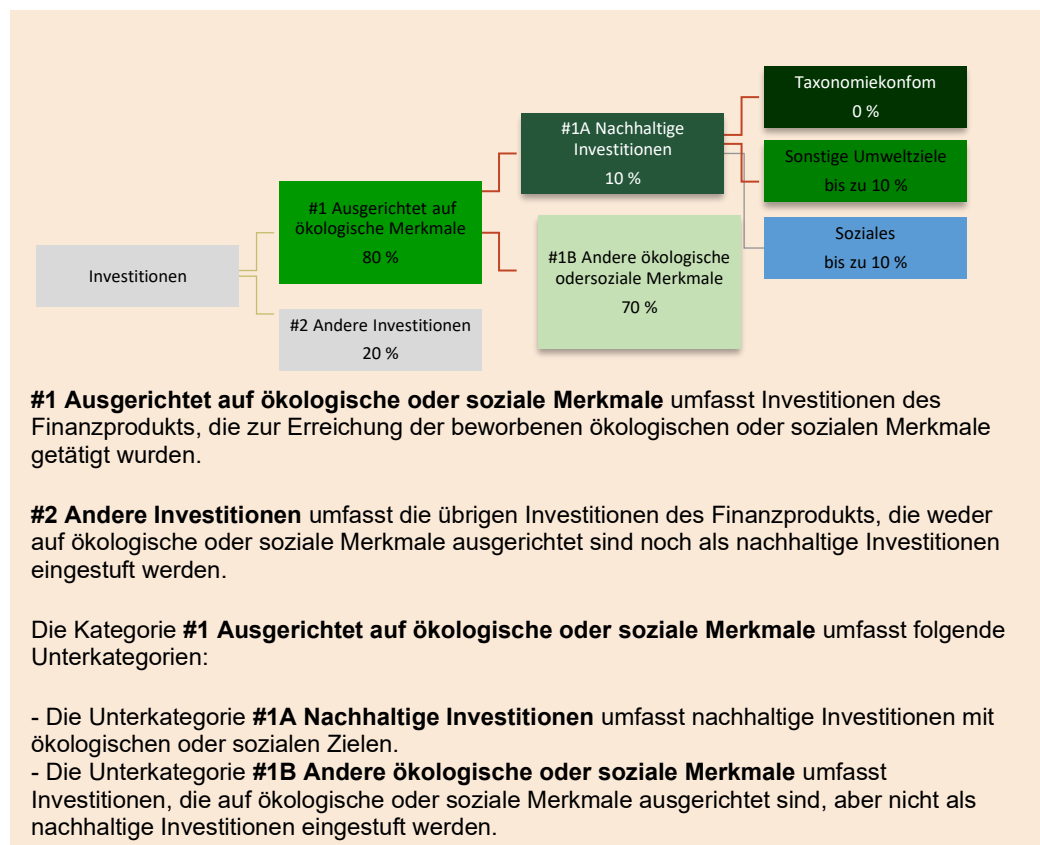 Investitionen
#1 Ausgerichtet auf
ökologische Merkmale
80 %
#2 Andere Investitionen
20 %
#1A Nachhaltige
Investitionen
10 %
#1B Andere ökologische
odersoziale Merkmale
70 %
Taxonomiekonfom
0 %
Sonstige Umweltziele
bis zu 10 %
Soziales
bis zu 10 %
#1 Ausgerichtet auf ökologische oder soziale Merkmale umfasst Investitionen des
Finanzprodukts, die zur Erreichung der beworbenen ökologischen oder sozialen Merkmale
getätigt wurden.
#2 Andere Investitionen umfasst die übrigen Investitionen des Finanzprodukts, die weder
auf ökologische oder soziale Merkmale ausgerichtet sind noch als nachhaltige Investitionen
eingestuft werden.
Die Kategorie #1 Ausgerichtet auf ökologische oder soziale Merkmale umfasst folgende
Unterkategorien:
- Die Unterkategorie #1A Nachhaltige Investitionen umfasst nachhaltige Investitionen mit
ökologischen oder sozialen Zielen.
- Die Unterkategorie #1B Andere ökologische oder soziale Merkmale umfasst
Investitionen, die auf ökologische oder soziale Merkmale ausgerichtet sind, aber nicht als
nachhaltige Investitionen eingestuft werden.